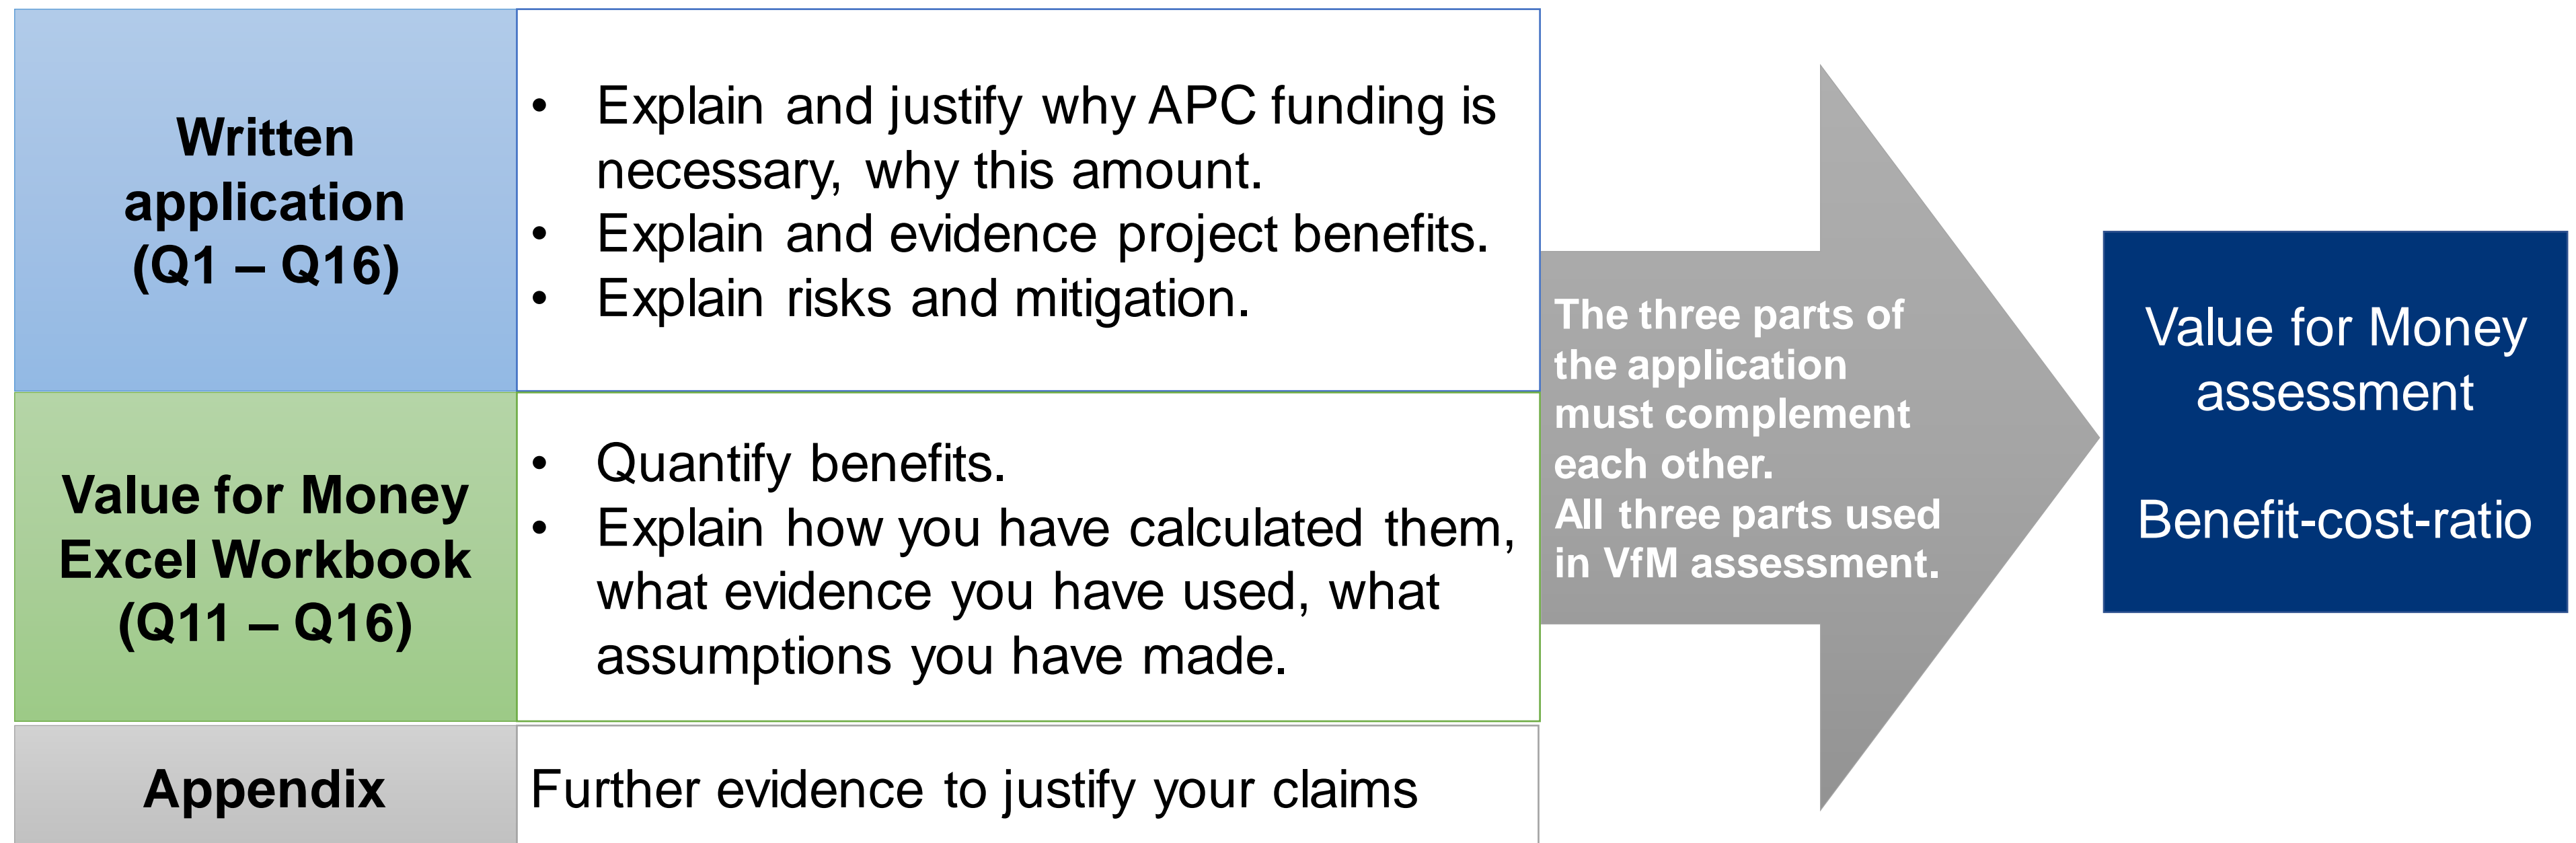 Written
application
(Q1 – Q16)
• Explain and justify why APC funding is
necessary, why this amount.
• Explain and evidence project benefits.
• Explain risks and mitigation.
Value for Money
Excel Workbook
(Q11 – Q16)
• Quantify benefits.
• Explain how you have calculated them,
what evidence you have used, what
assumptions you have made.
Appendix
Further evidence to justify your claims
The three parts of
the application
must complement
each other.
All three parts used
in VfM assessment.
Value for Money
assessment
Benefit-cost-ratio